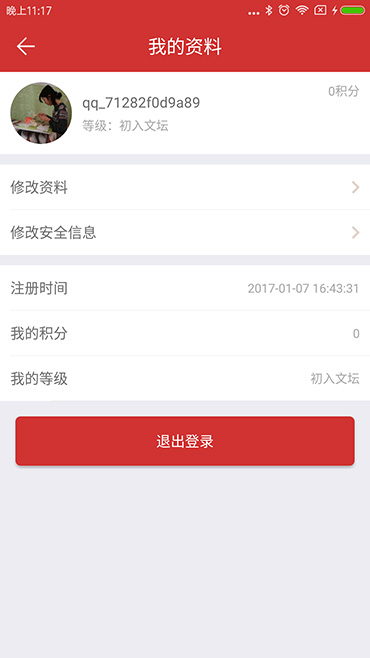 晚上11:17
我的资料
qq_71282f0d9a89
0积分
等级：初入文坛
修改资料
修改安全信息
注册时间 2017-01-07 16:43:31
我的积分 0
我的等级 初入文坛
退出登录